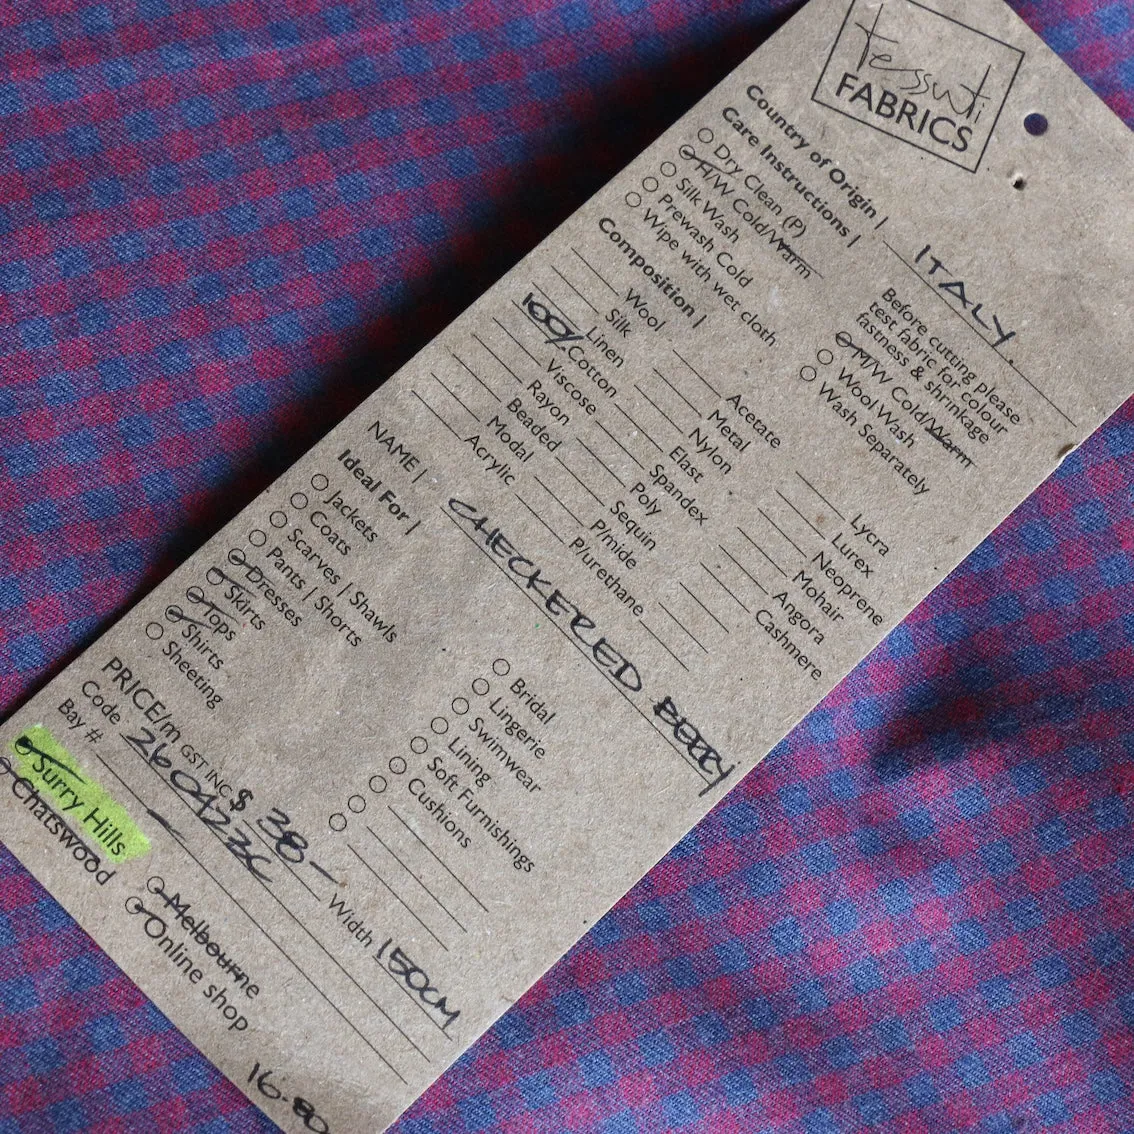 tessuti
FABRICS
Country of Origin | ITALY.
Care Instructions |
Dry Clean (P)
H/W Cold/Warm
Silk Wash
Prewash Cold
Wipe with wet cloth
Before cutting please
test fabric for colour
fastness & shrinkage
M/W Cold/Warm
Wool Wash
Wash Separately
Composition |
Wool
Silk
Linen
100% Cotton
Viscose
Rayon
Beaded
Modal
Acrylic
Acetate
Metal
Nylon
Elast
Spandex
Poly
Sequin
P/mide
P/urethane
Lycra
Lurex
Neoprene
Mohair
Angora
Cashmere
NAME | CHECKERED BERRY
Ideal For |
Jackets
Coats
Scarves | Shawls
Pants | Shorts
Dresses
Skirts
Tops
Shirts
Sheeting
Bridal
Lingerie
Swimwear
Lining
Soft Furnishings
Cushions
PRICE/m GST INC $ 38- Width 150CM
Code 260423C
Bay #
Surry Hills
Chatswood
Melbourne
Online shop
16.80